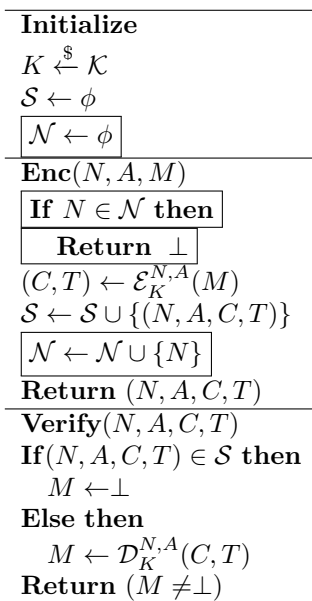 Initialize
K ←$ 𝒦
𝒮 ← ϕ
𝒩 ← ϕ
Enc(N, A, M)
If N ∈ 𝒩 then
Return ⊥
(C, T) ← ℰ_K^{N,A}(M)
𝒮 ← 𝒮 ∪ {(N, A, C, T)}
𝒩 ← 𝒩 ∪ {N}
Return (N, A, C, T)
Verify(N, A, C, T)
If(N, A, C, T) ∈ 𝒮 then
M ←⊥
Else then
M ← 𝒟_K^{N,A}(C, T)
Return (M ≠⊥)